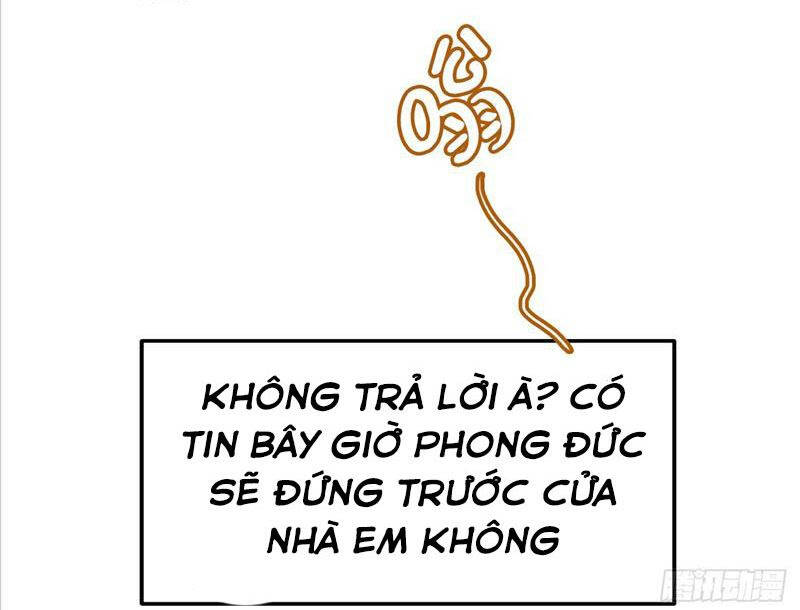 KHÔNG TRẢ LỜI À? CÓ
TIN BÂY GIỜ PHONG ĐỨC
SẼ ĐỨNG TRƯỚC CỬA
NHÀ EM KHÔNG
腾讯动漫